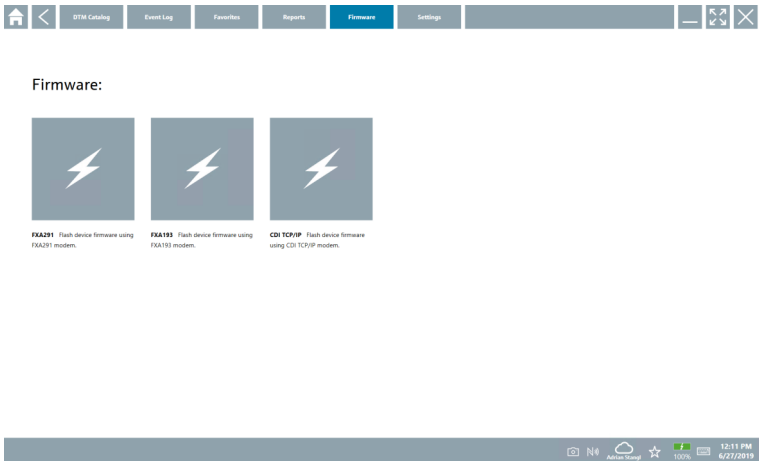 DTM Catalog
Event Log
Favorites
Reports
Firmware
Settings
Firmware:
FXA291 Flash device firmware using
FXA291 modem.
FXA193 Flash device firmware using
FXA193 modem.
CDI TCP/IP Flash device firmware
using CDI TCP/IP modem.
Adrian Stangl
100%
12:11 PM
6/27/2019